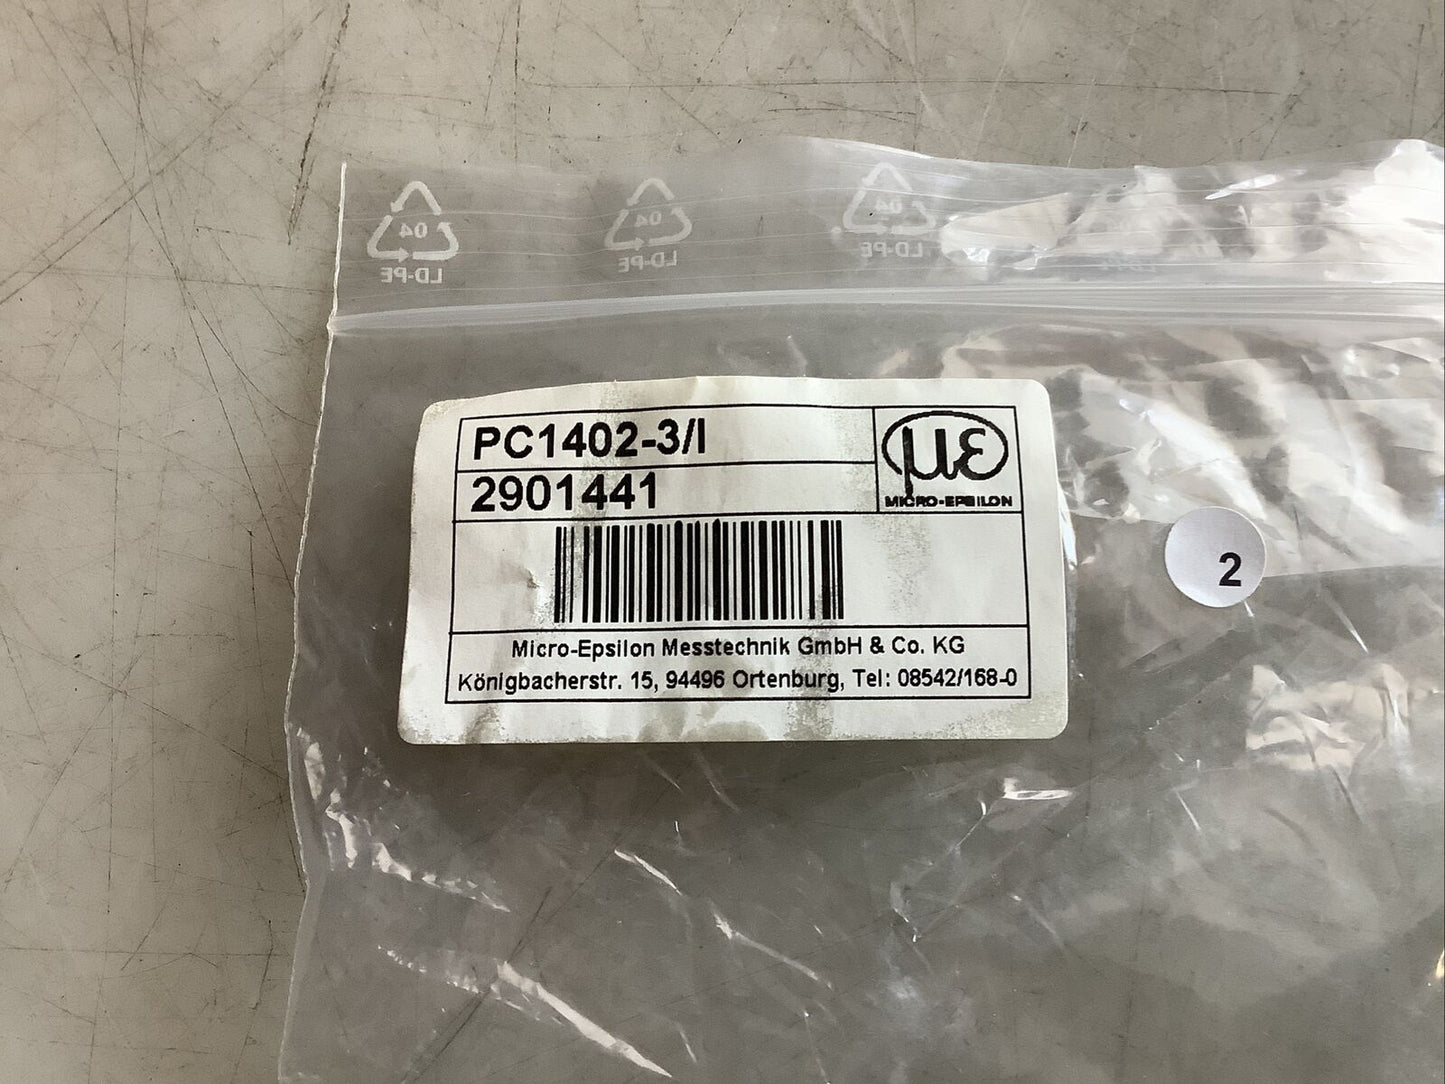 04
LD-PE
04
LD-PE
04
LD-PE
PC1402-3/I
2901441
με
MICRO-EPSILON
2
Micro-Epsilon Messtechnik GmbH & Co. KG
Königbacherstr. 15, 94496 Ortenburg, Tel: 08542/168-0